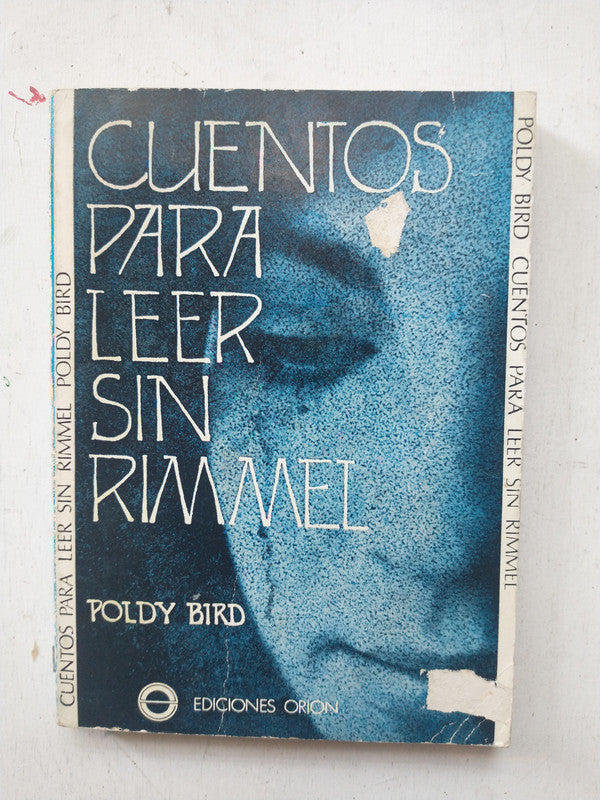 CUENTOS
PARA
LEER
SIN
RIMMEL
POLDY BIRD
EDICIONES ORION
CUENTOS PARA LEER SIN RIMMEL POLDY BIRD
POLDY BIRD CUENTOS PARA LEER SIN RIMMEL